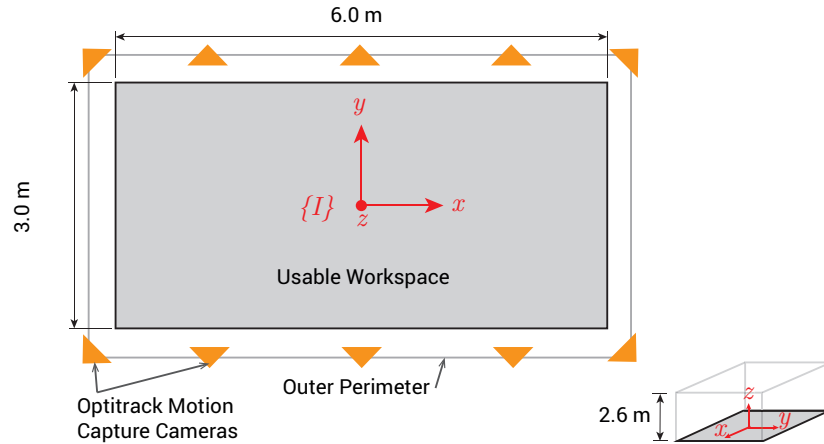 6.0 m
y
3.0 m
{I}
x
z
Usable Workspace
Outer Perimeter
Optitrack Motion
Capture Cameras
2.6 m
z
x
y